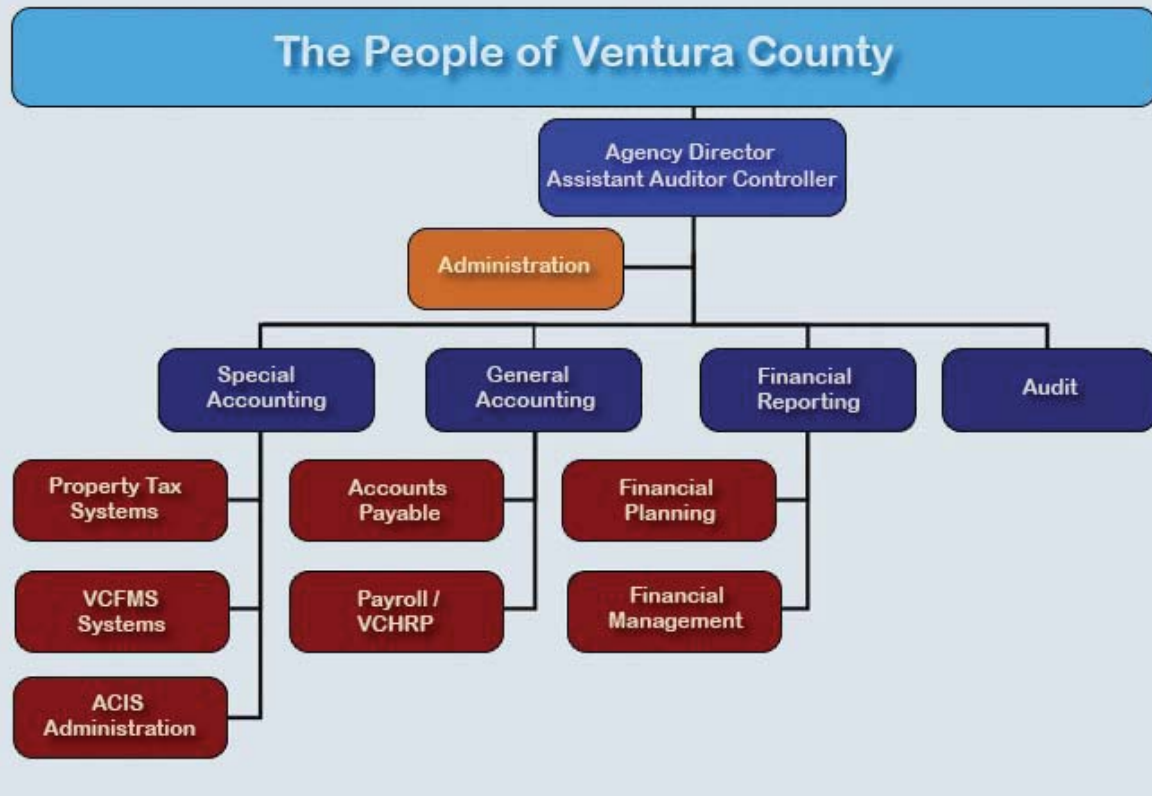 The People of Ventura County
Agency Director
Assistant Auditor Controller
Administration
Special
Accounting
General
Accounting
Financial
Reporting
Audit
Property Tax
Systems
Accounts
Payable
Financial
Planning
VCFMS
Systems
Payroll /
VCHRP
Financial
Management
ACIS
Administration